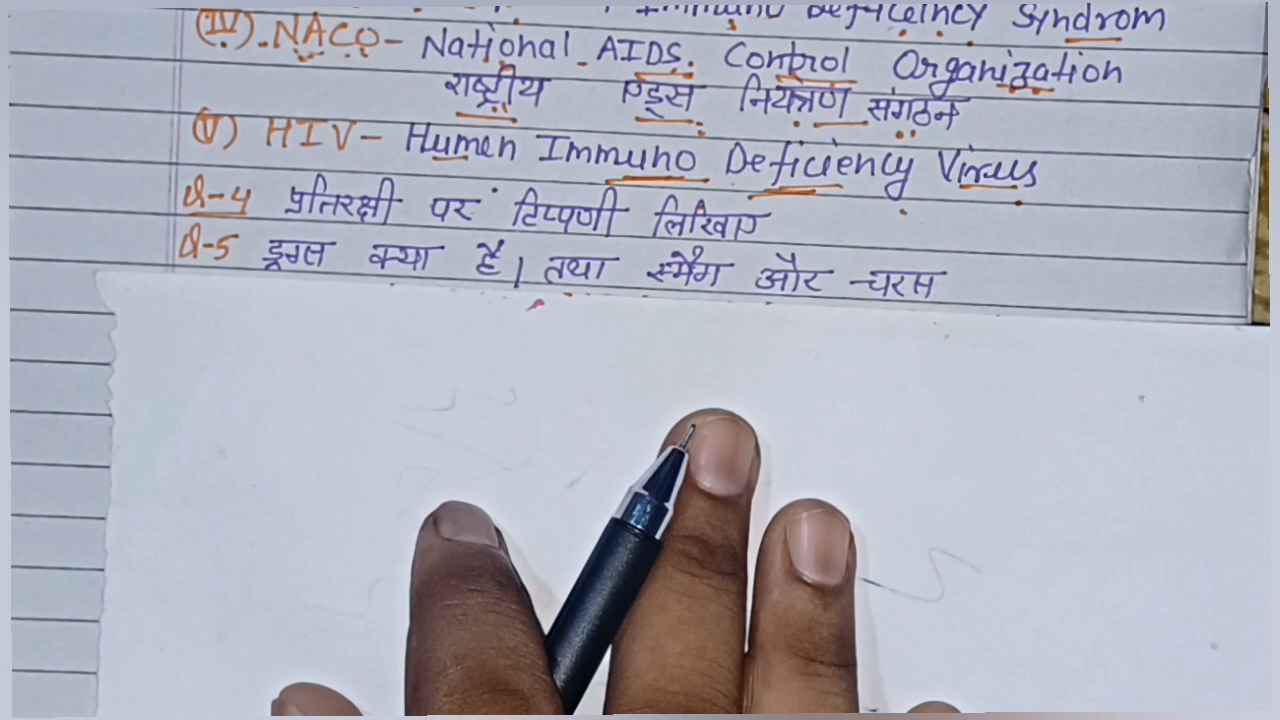 Immuno Deficeincy Syndrom
(IV). NACO - National AIDS. Control Organization
राष्ट्रीय एड्स नियंत्रण संगठन
(V) HIV - Humen Immuno Deficiency Virus
Q-4 प्रतिरक्षी पर टिप्पणी लिखिए
Q-5 ड्रग्स क्या है। तथा स्मैग और चरस